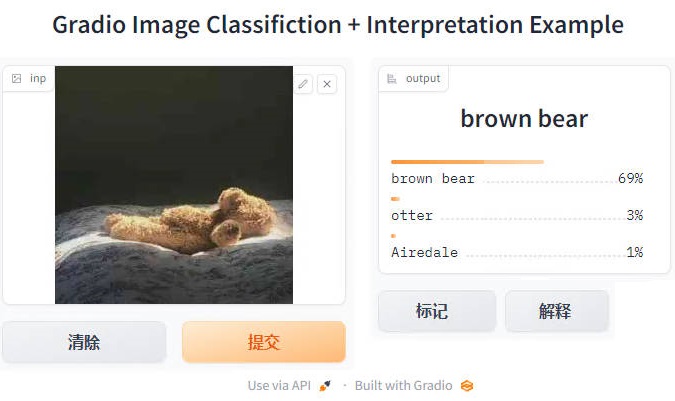 Gradio Image Classifiction + Interpretation Example
inp
output
brown bear
brown bear 69%
otter 3%
Airedale 1%
清除
提交
标记
解释
Use via API · Built with Gradio